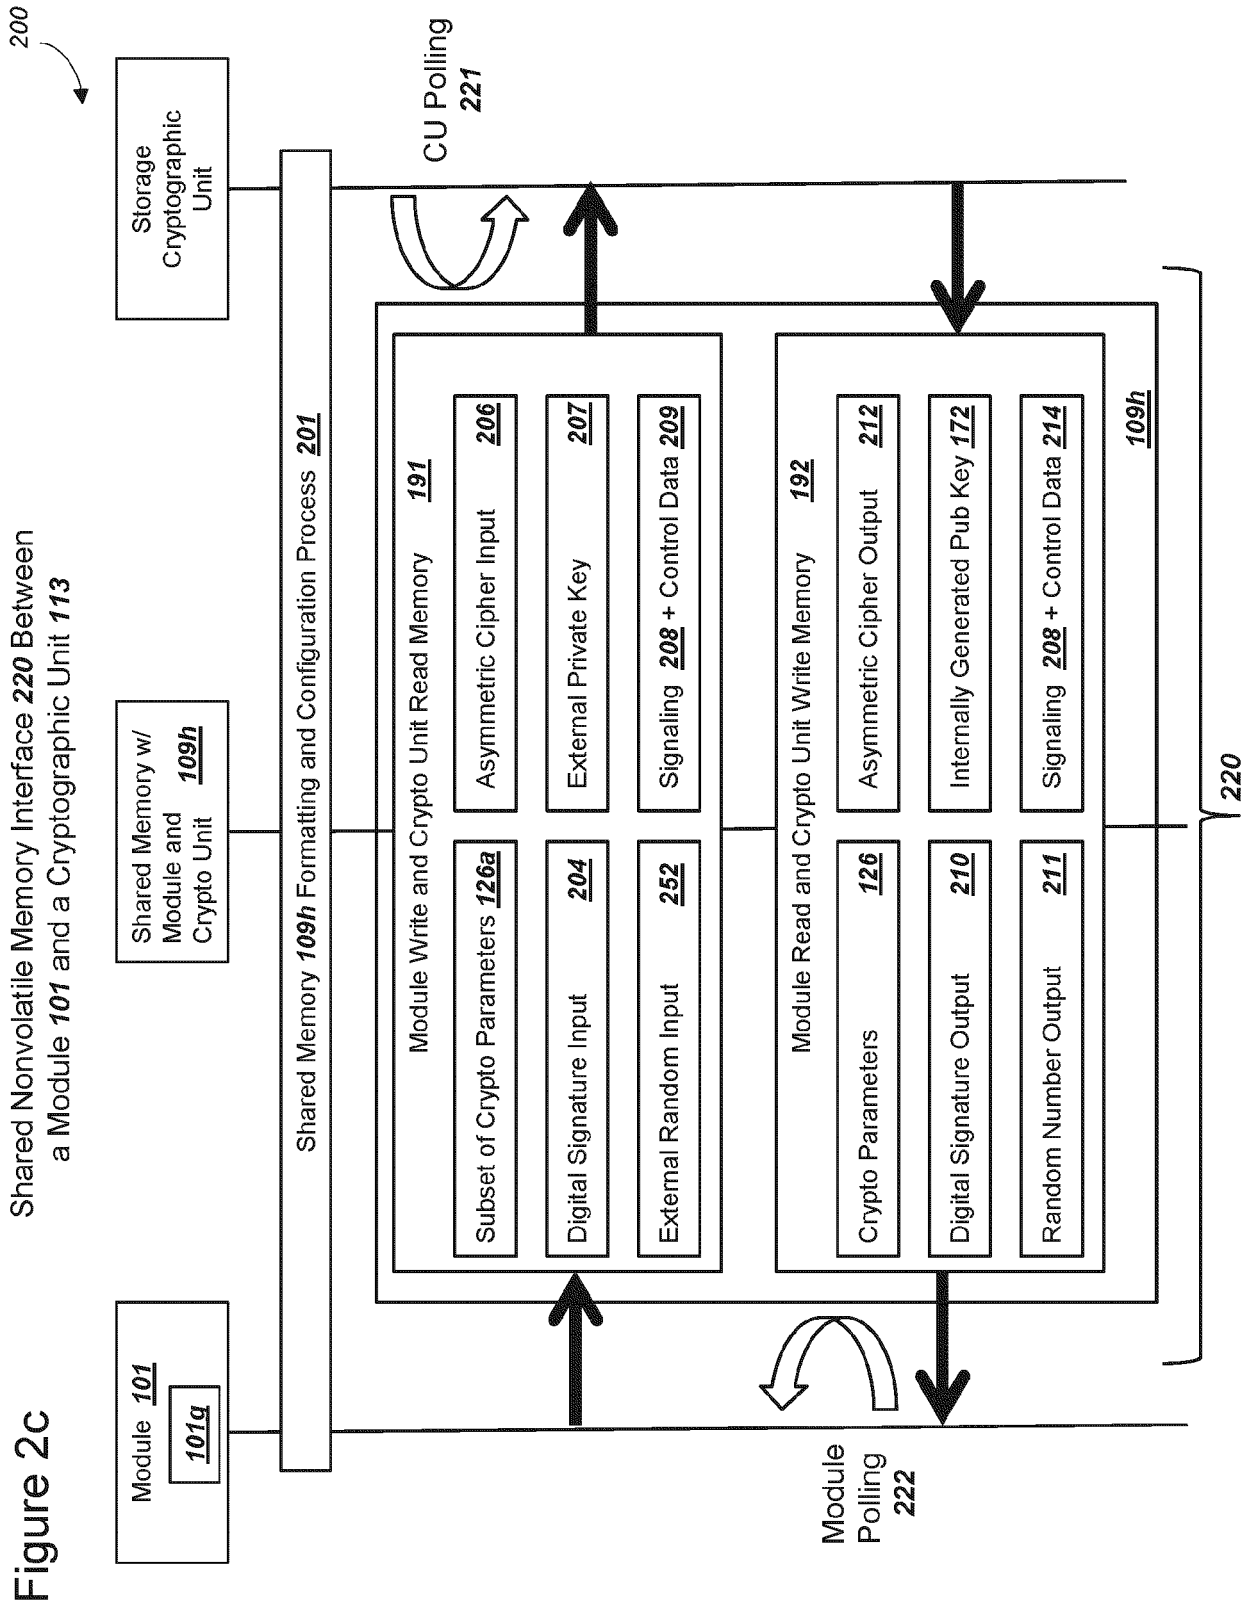 Figure 2c
Shared Nonvolatile Memory Interface 220 Between
a Module 101 and a Cryptographic Unit 113
200
Module 101
101q
Shared Memory w/
Module and
Crypto Unit 109h
Storage
Cryptographic
Unit
Shared Memory 109h Formatting and Configuration Process 201
CU Polling
221
Module Write and Crypto Unit Read Memory 191
Subset of Crypto Parameters 126a
Asymmetric Cipher Input 206
Digital Signature Input 204
External Private Key 207
External Random Input 252
Signaling 208 + Control Data 209
Module
Polling
222
Module Read and Crypto Unit Write Memory 192
Crypto Parameters 126
Asymmetric Cipher Output 212
Digital Signature Output 210
Internally Generated Pub Key 172
Random Number Output 211
Signaling 208 + Control Data 214
109h
220